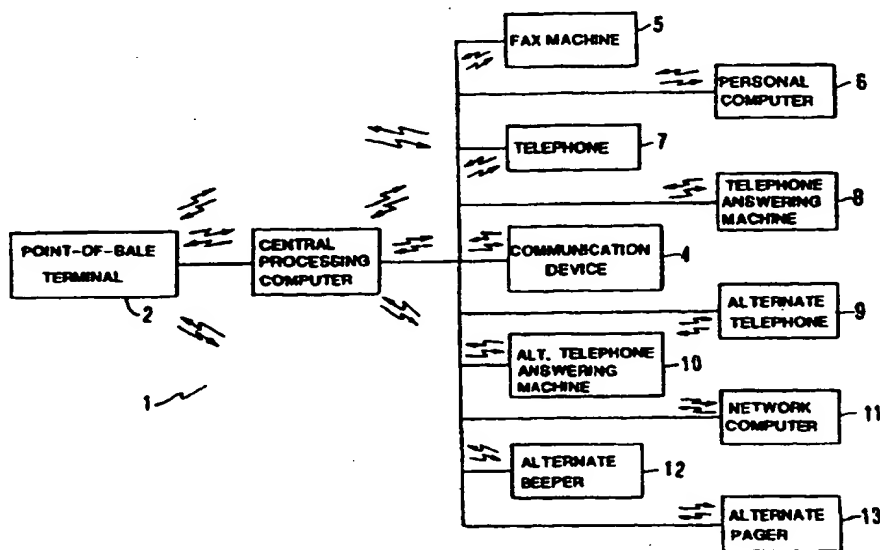 FAX MACHINE
5
PERSONAL
COMPUTER
6
TELEPHONE
7
TELEPHONE
ANSWERING
MACHINE
8
POINT-OF-BALE
TERMINAL
2
CENTRAL
PROCESSING
COMPUTER
COMMUNICATION
DEVICE
4
ALTERNATE
TELEPHONE
9
ALT. TELEPHONE
ANSWERING
MACHINE
10
1
NETWORK
COMPUTER
11
ALTERNATE
BEEPER
12
ALTERNATE
PAGER
13